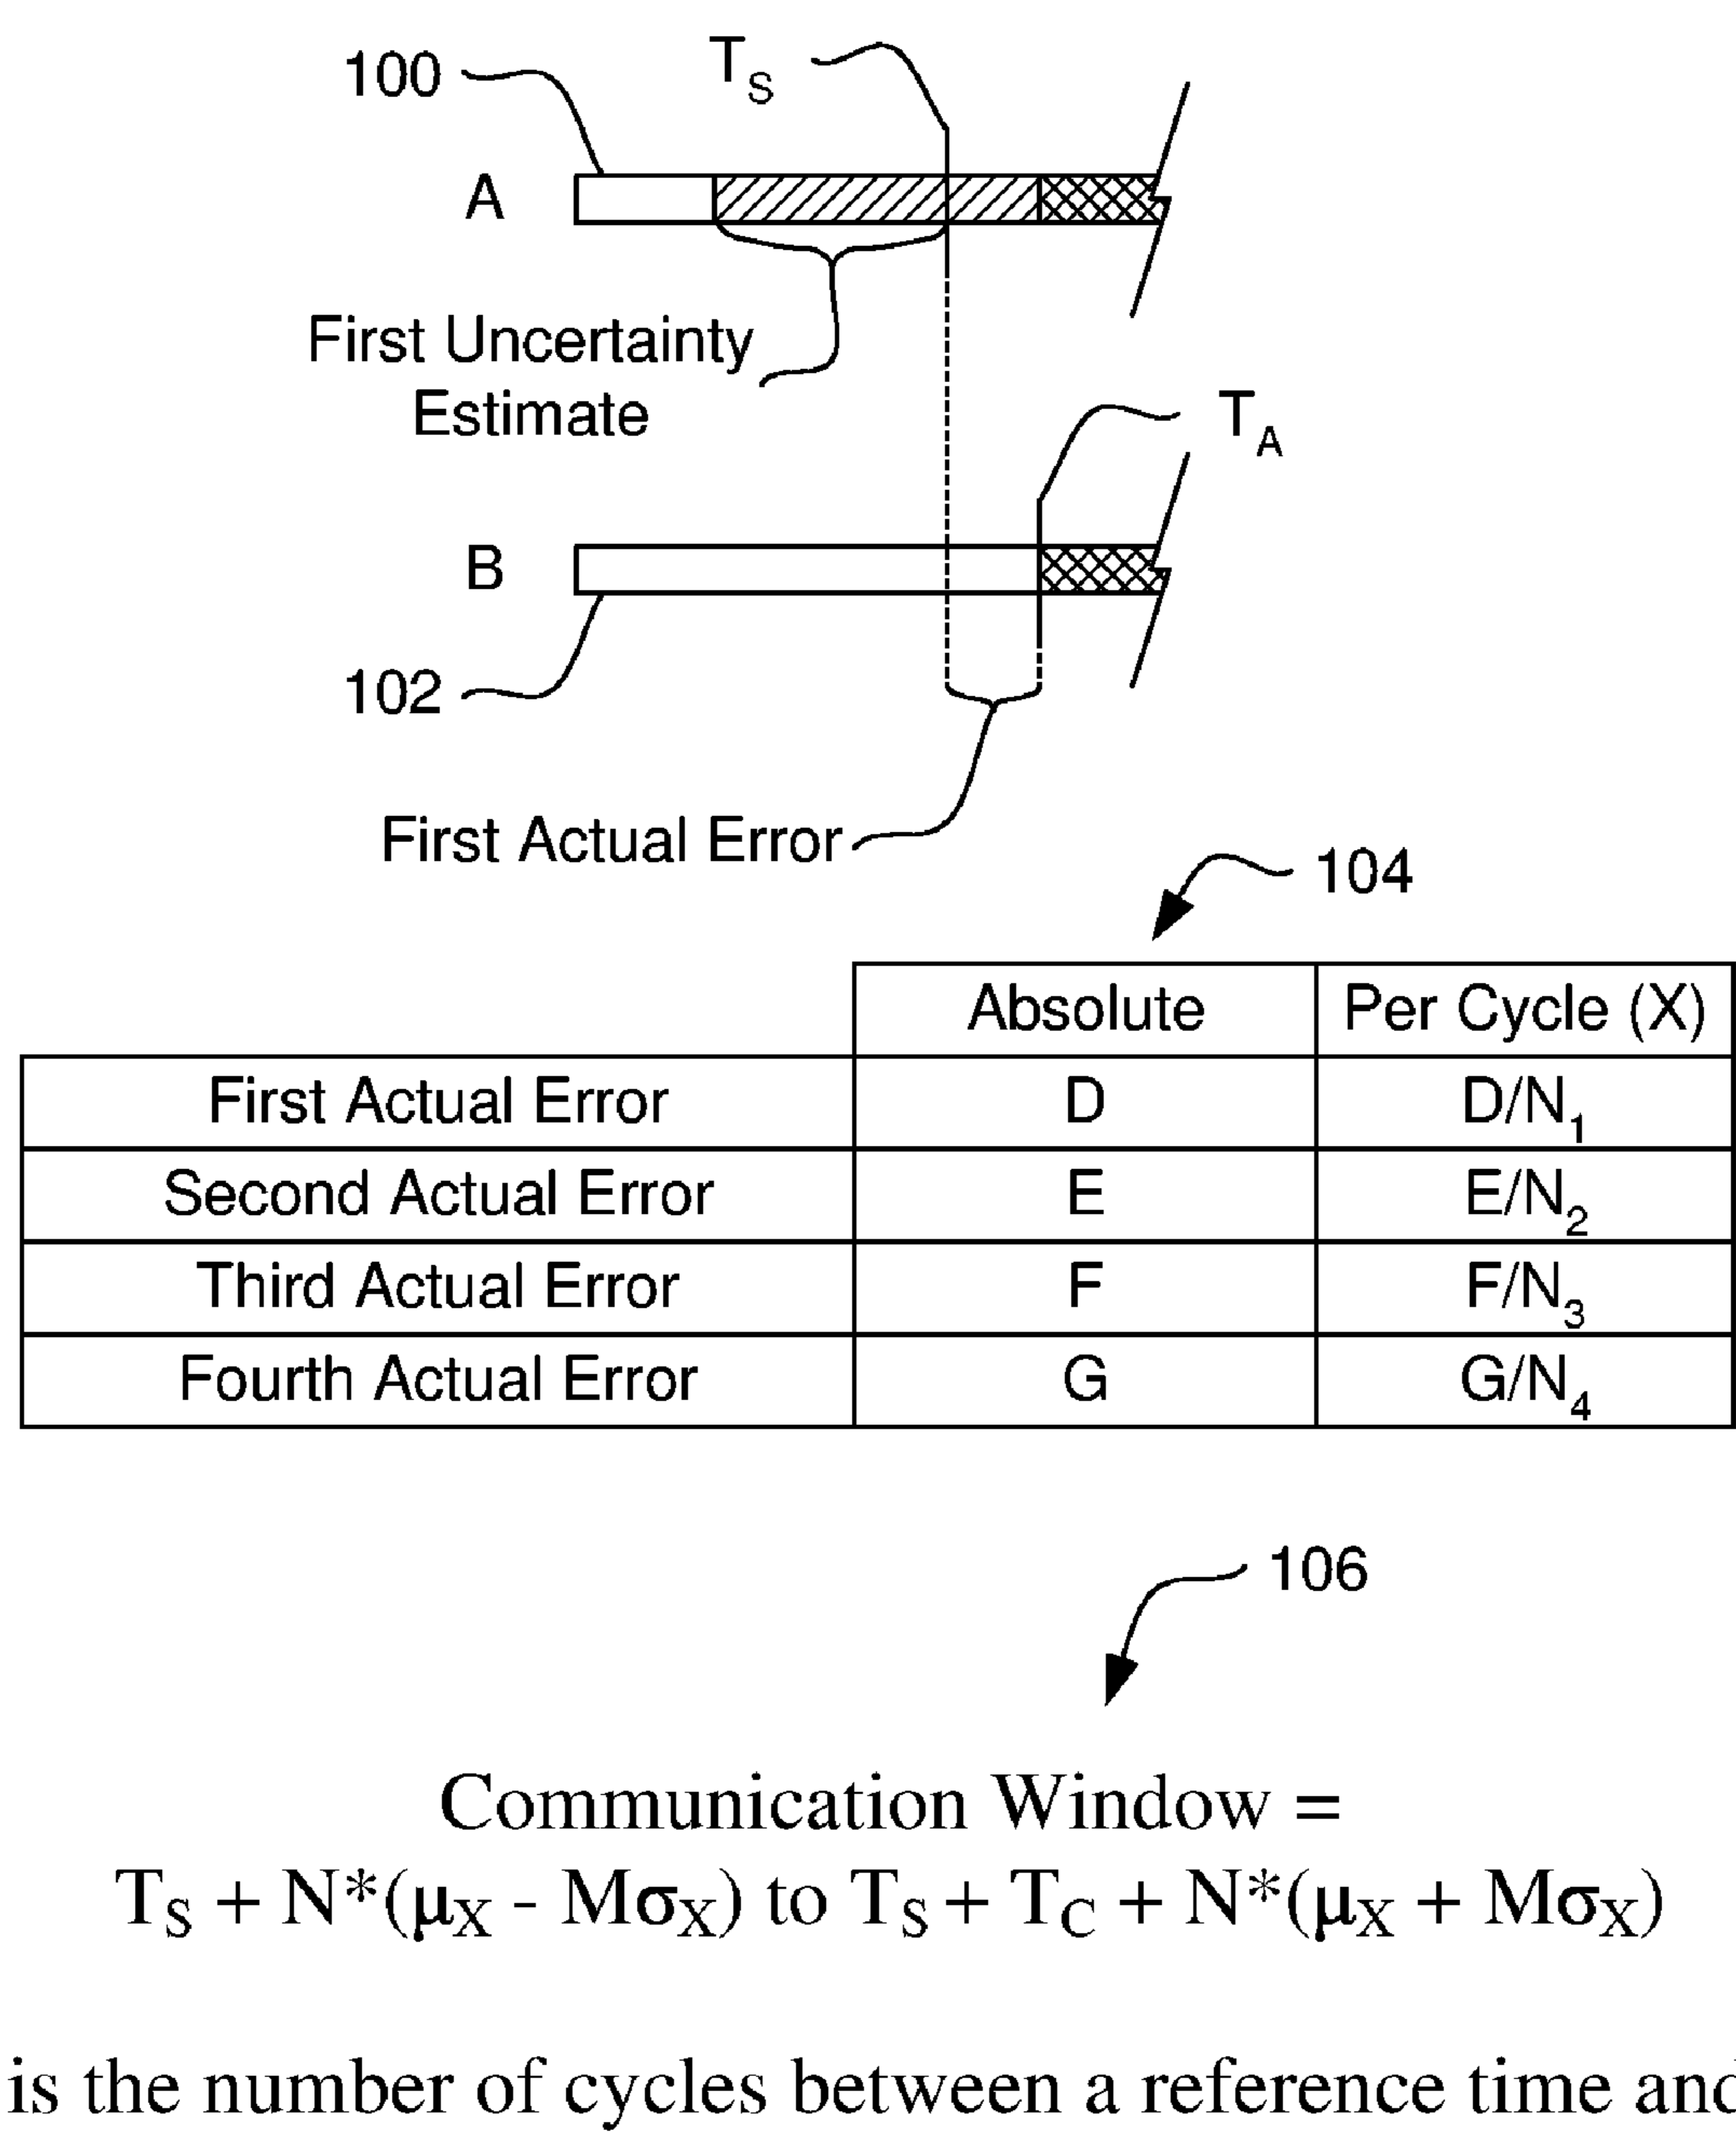 100
T_S
A
First Uncertainty
Estimate
T_A
B
102
First Actual Error
104
Absolute Per Cycle (X)
First Actual Error D D/N_1
Second Actual Error E E/N_2
Third Actual Error F F/N_3
Fourth Actual Error G G/N_4
106
Communication Window =
T_S + N*(μ_X - Mσ_X) to T_S + T_C + N*(μ_X + Mσ_X)
is the number of cycles between a reference time and